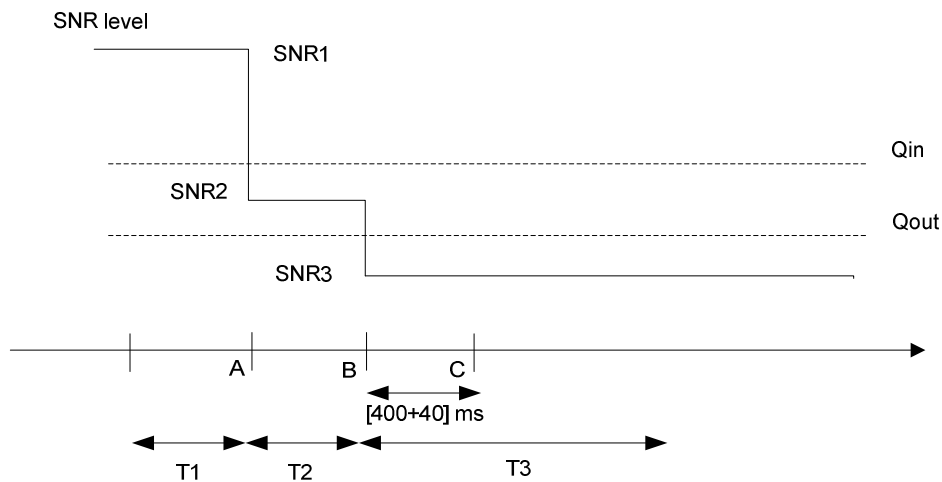 SNR level
SNR1
Qin
SNR2
Qout
SNR3
A
B
C
[400+40] ms
T1
T2
T3